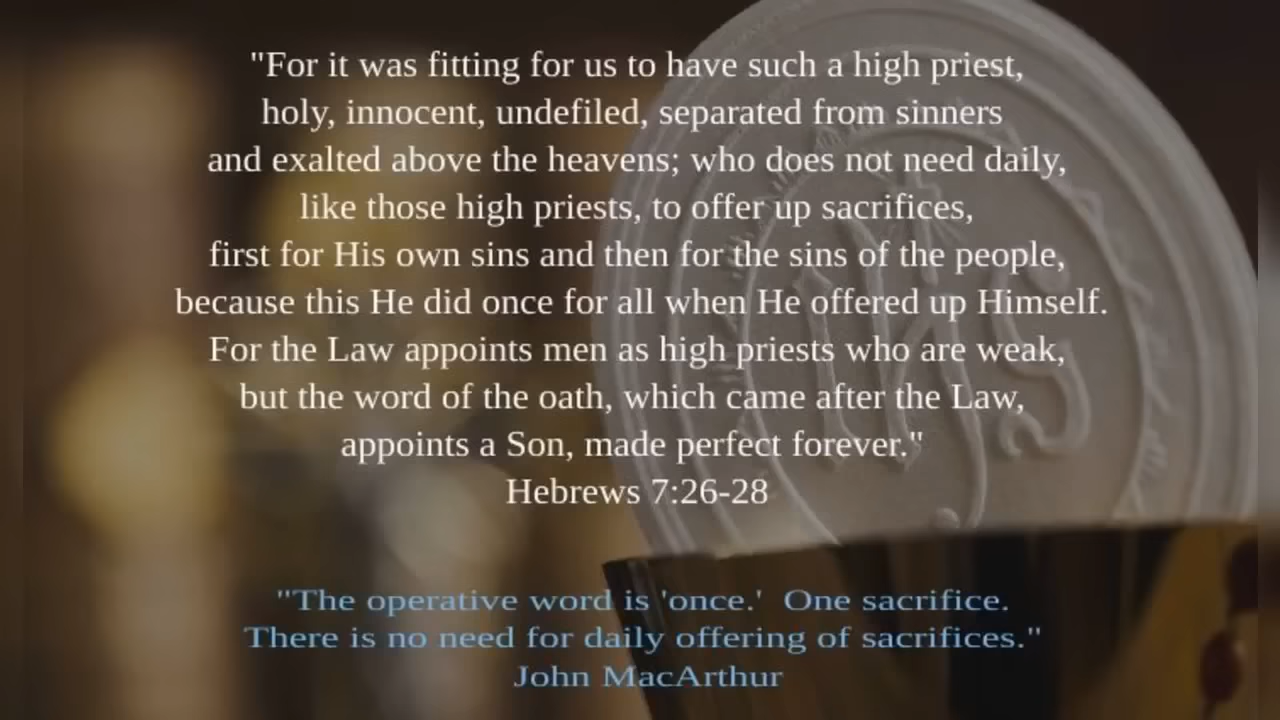 "For it was fitting for us to have such a high priest,
holy, innocent, undefiled, separated from sinners
and exalted above the heavens; who does not need daily,
like those high priests, to offer up sacrifices,
first for His own sins and then for the sins of the people,
because this He did once for all when He offered up Himself.
For the Law appoints men as high priests who are weak,
but the word of the oath, which came after the Law,
appoints a Son, made perfect forever."
Hebrews 7:26-28
"The operative word is 'once.'  One sacrifice.
There is no need for daily offering of sacrifices."
John MacArthur